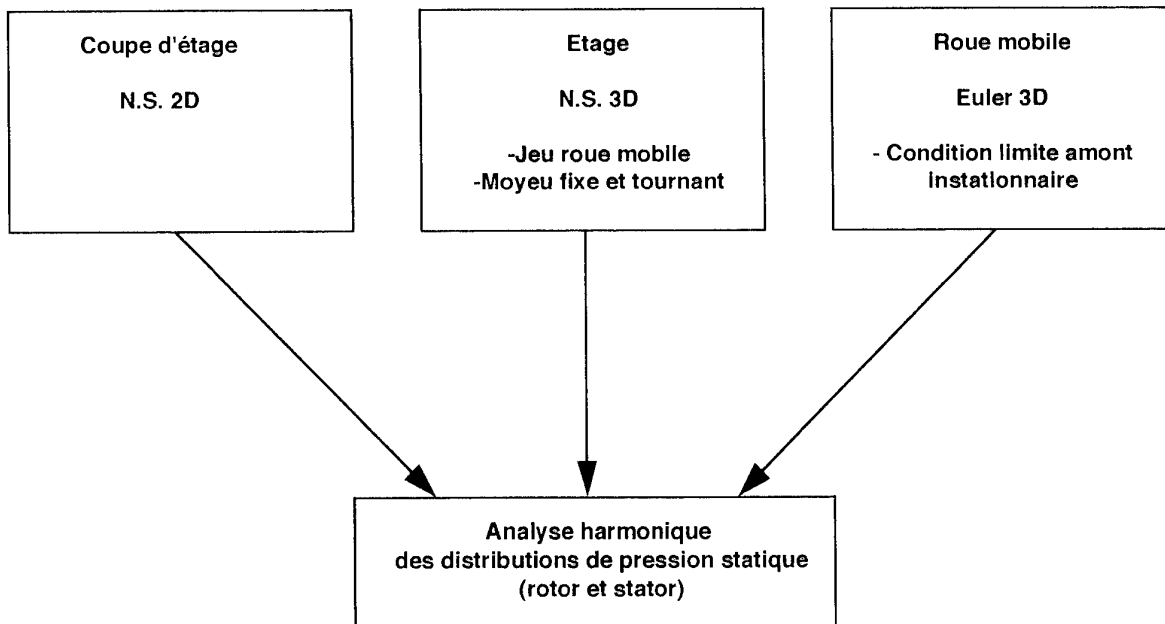 Coupe d'étage
N.S. 2D
Etage
N.S. 3D
-Jeu roue mobile
-Moyeu fixe et tournant
Roue mobile
Euler 3D
- Condition limite amont
instationnaire
Analyse harmonique
des distributions de pression statique
(rotor et stator)